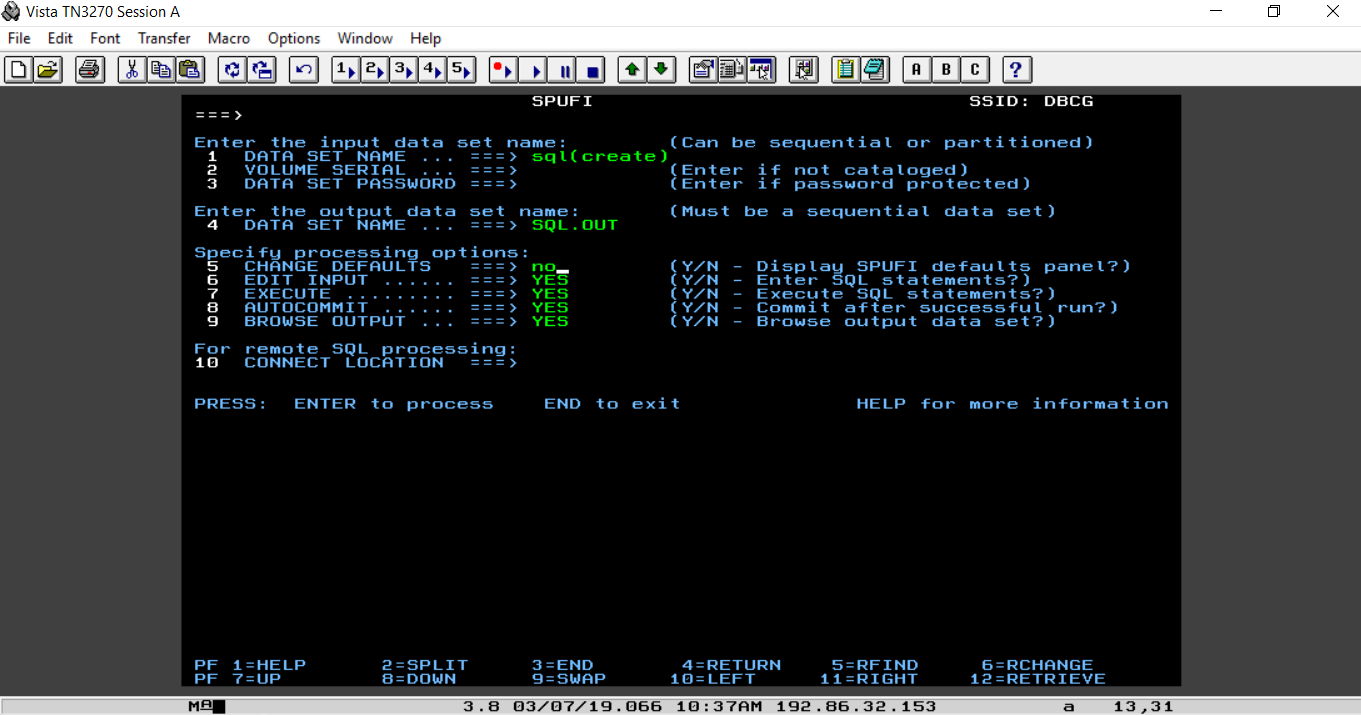 Vista TN3270 Session A
File Edit Font Transfer Macro Options Window Help
1 2 3 4 5 A B C ?
SPUFI SSID: DBCG
===>
Enter the input data set name: (Can be sequential or partitioned)
1 DATA SET NAME ... ===> sql(create)
2 VOLUME SERIAL ... ===> (Enter if not cataloged)
3 DATA SET PASSWORD ===> (Enter if password protected)
Enter the output data set name: (Must be a sequential data set)
4 DATA SET NAME ... ===> SQL.OUT
Specify processing options:
5 CHANGE DEFAULTS ===> no_ (Y/N - Display SPUFI defaults panel?)
6 EDIT INPUT ...... ===> YES (Y/N - Enter SQL statements?)
7 EXECUTE ......... ===> YES (Y/N - Execute SQL statements?)
8 AUTOCOMMIT ...... ===> YES (Y/N - Commit after successful run?)
9 BROWSE OUTPUT ... ===> YES (Y/N - Browse output data set?)
For remote SQL processing:
10 CONNECT LOCATION ===>
PRESS: ENTER to process END to exit HELP for more information
PF 1=HELP 2=SPLIT 3=END 4=RETURN 5=RFIND 6=RCHANGE
PF 7=UP 8=DOWN 9=SWAP 10=LEFT 11=RIGHT 12=RETRIEVE
MA 3.8 03/07/19.066 10:37AM 192.86.32.153 a 13,31